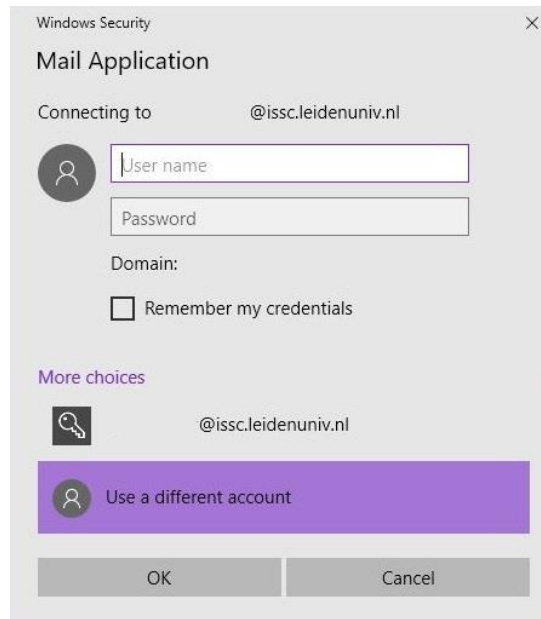 Windows Security
Mail Application
Connecting to @issc.leidenuniv.nl
User name
Password
Domain:
Remember my credentials
More choices
@issc.leidenuniv.nl
Use a different account
OK Cancel